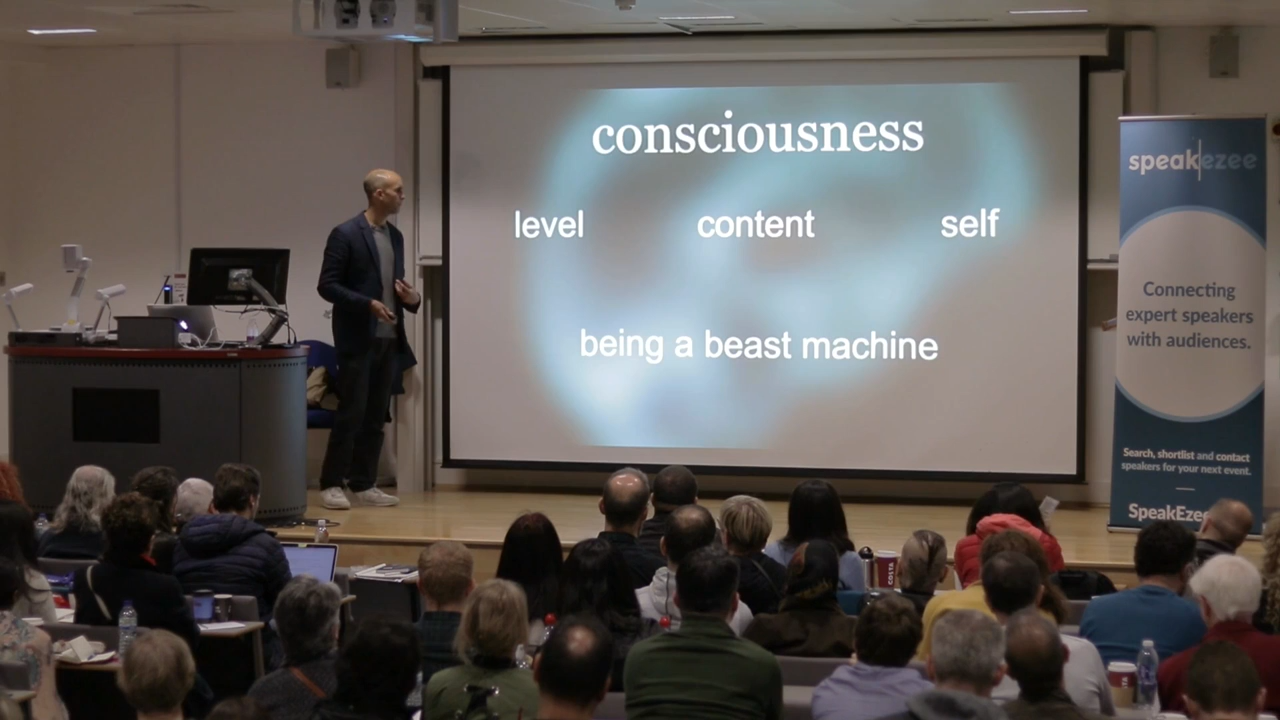 consciousness
level content self
being a beast machine
speakezee
Connecting
expert speakers
with audiences.
Search, shortlist and contact
speakers for your next event.
COSTA